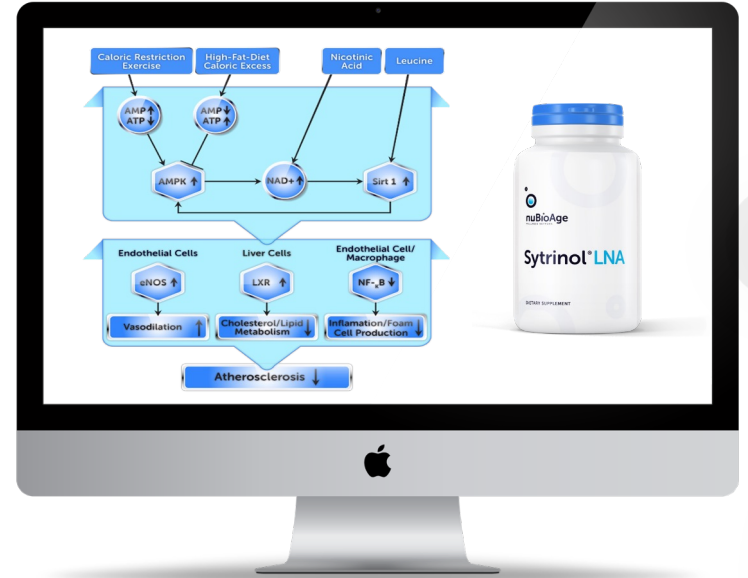 Caloric Restriction
Exercise
High-Fat-Diet
Caloric Excess
Nicotinic
Acid
Leucine
AMP↑
ATP↓
AMP↓
ATP↑
AMPK ↑
NAD+ ↑
Sirt 1 ↑
Endothelial Cells
Liver Cells
Endothelial Cell/
Macrophage
eNOS ↑
LXR ↑
NF-κB ↓
Vasodilation ↑
Cholesterol/Lipid
Metabolism ↓
Inflamation/Foam
Cell Production ↓
Atherosclerosis ↓
nuBioAge
Sytrinol® LNA
DIETARY SUPPLEMENT